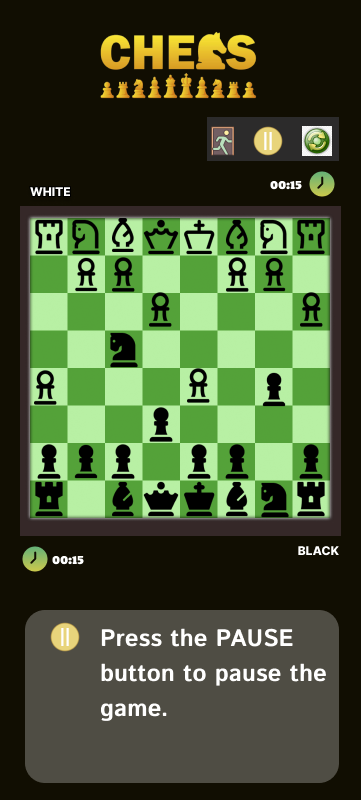 CHESS
WHITE
00:15
00:15
BLACK
Press the PAUSE
button to pause the
game.